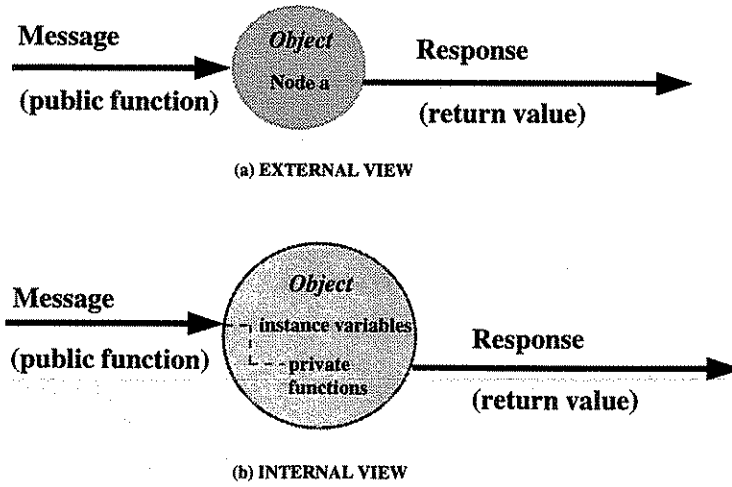 Message
(public function)
Object
Node a
Response
(return value)
(a) EXTERNAL VIEW
Message
(public function)
Object
instance variables
private
functions
Response
(return value)
(b) INTERNAL VIEW